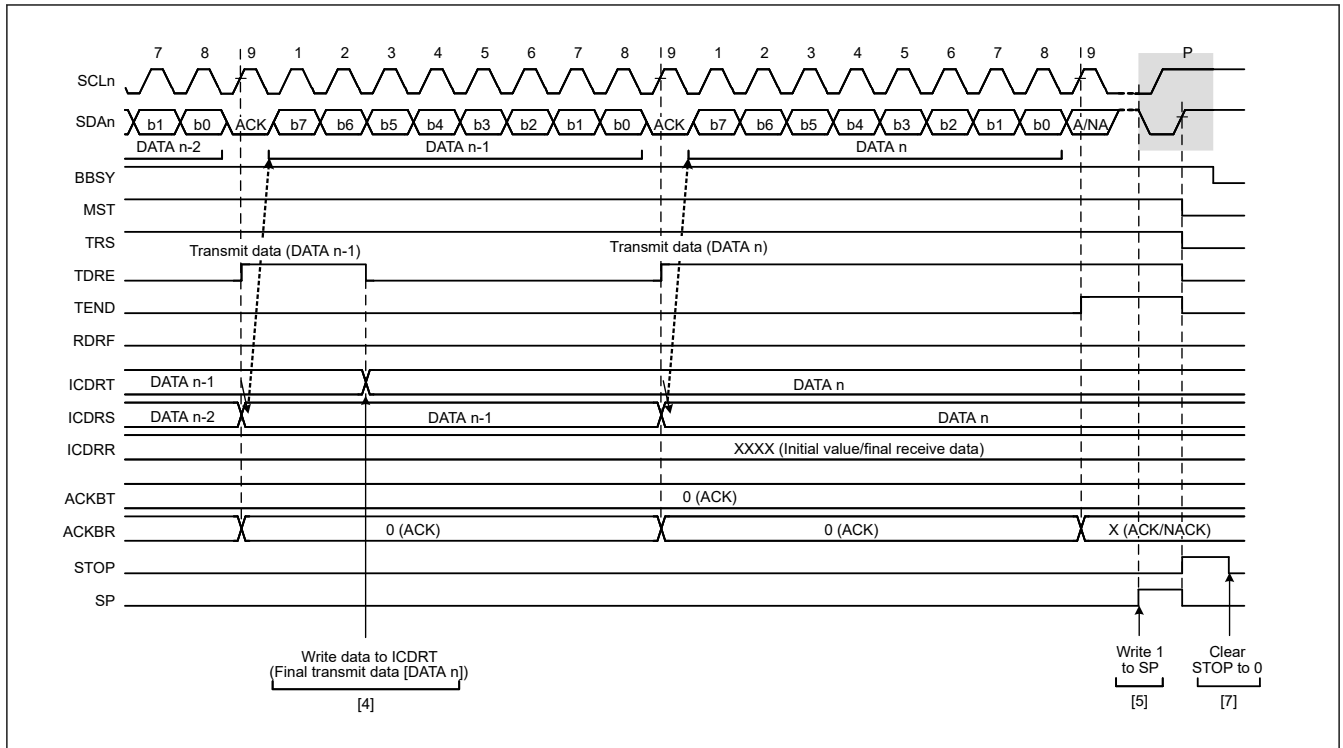 7 8 9 1 2 3 4 5 6 7 8 9 1 2 3 4 5 6 7 8 9 P
SCLn
SDAn b1 b0 ACK b7 b6 b5 b4 b3 b2 b1 b0 ACK b7 b6 b5 b4 b3 b2 b1 b0 A/NA
DATA n-2 DATA n-1 DATA n
BBSY
MST
TRS
Transmit data (DATA n-1) Transmit data (DATA n)
TDRE
TEND
RDRF
ICDRT DATA n-1 DATA n
ICDRS DATA n-2 DATA n-1 DATA n
ICDRR XXXX (Initial value/final receive data)
ACKBT 0 (ACK)
ACKBR 0 (ACK) 0 (ACK) X (ACK/NACK)
STOP
SP
Write data to ICDRT
(Final transmit data [DATA n])
[4]
Write 1
to SP
[5]
Clear
STOP to 0
[7]